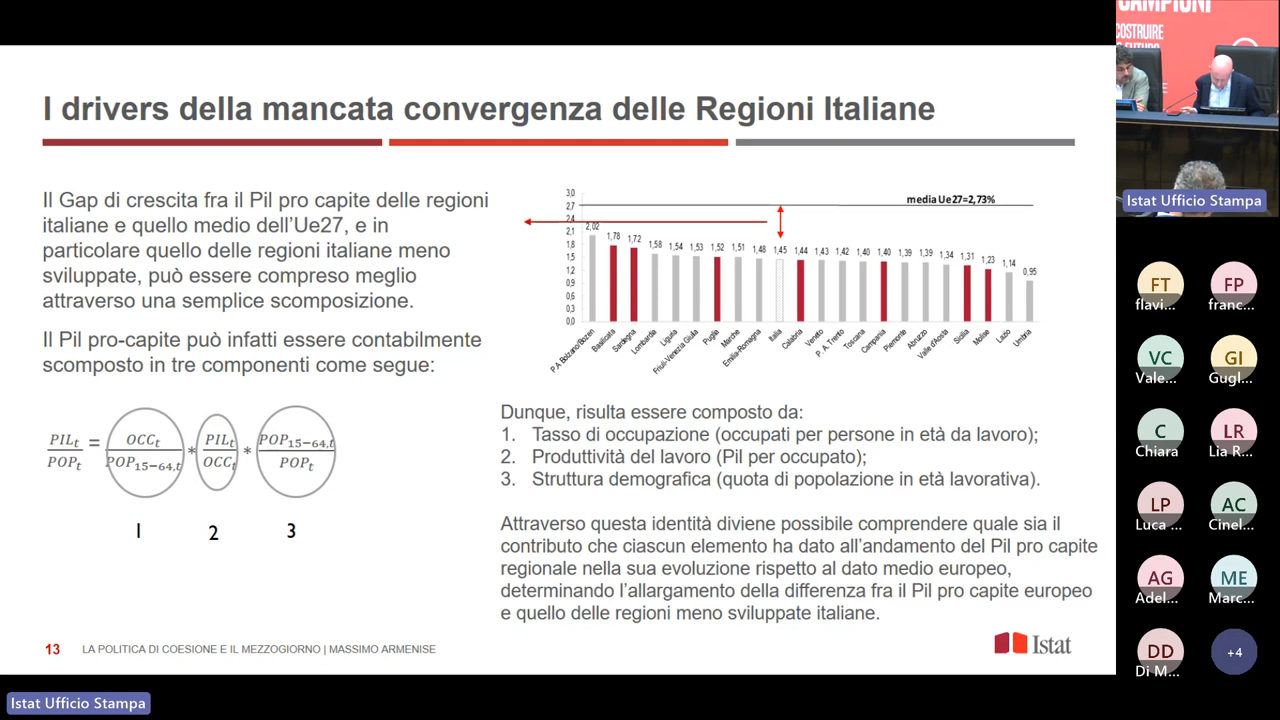 I drivers della mancata convergenza delle Regioni Italiane
Il Gap di crescita fra il Pil pro capite delle regioni
italiane e quello medio dell'Ue27, e in
particolare quello delle regioni italiane meno
sviluppate, può essere compreso meglio
attraverso una semplice scomposizione.
Il Pil pro-capite può infatti essere contabilmente
scomposto in tre componenti come segue:
PILt/POPt = OCCt/POP15−64,t * PILt/OCCt * POP15−64,t/POPt
1 2 3
media Ue27=2,73%
3,0
2,7
2,4
2,1
1,8
1,5
1,2
0,9
0,6
0,3
0,0
2,02 1,78 1,72 1,58 1,54 1,53 1,52 1,51 1,48 1,45 1,44 1,43 1,42 1,40 1,40 1,39 1,39 1,34 1,31 1,23 1,14 0,95
P.A Bolzano/Bozen
Basilicata
Sardegna
Lombardia
Liguria
Friuli-Venezia Giulia
Puglia
Marche
Emilia-Romagna
Italia
Calabria
Veneto
P. A. Trento
Toscana
Campania
Piemonte
Abruzzo
Valle d'Aosta
Sicilia
Molise
Lazio
Umbria
Dunque, risulta essere composto da:
1. Tasso di occupazione (occupati per persone in età da lavoro);
2. Produttività del lavoro (Pil per occupato);
3. Struttura demografica (quota di popolazione in età lavorativa).
Attraverso questa identità diviene possibile comprendere quale sia il
contributo che ciascun elemento ha dato all'andamento del Pil pro capite
regionale nella sua evoluzione rispetto al dato medio europeo,
determinando l'allargamento della differenza fra il Pil pro capite europeo
e quello delle regioni meno sviluppate italiane.
13 LA POLITICA DI COESIONE E IL MEZZOGIORNO | MASSIMO ARMENISE
Istat
Istat Ufficio Stampa
CAMPIONI
COSTRUIRE
Istat Ufficio Stampa
FT
flavi...
FP
franc...
VC
Vale...
GI
Gugl...
C
Chiara
LR
Lia R...
LP
Luca ...
AC
Cinel...
AG
Adel...
ME
Marc...
DD
Di M...
+4